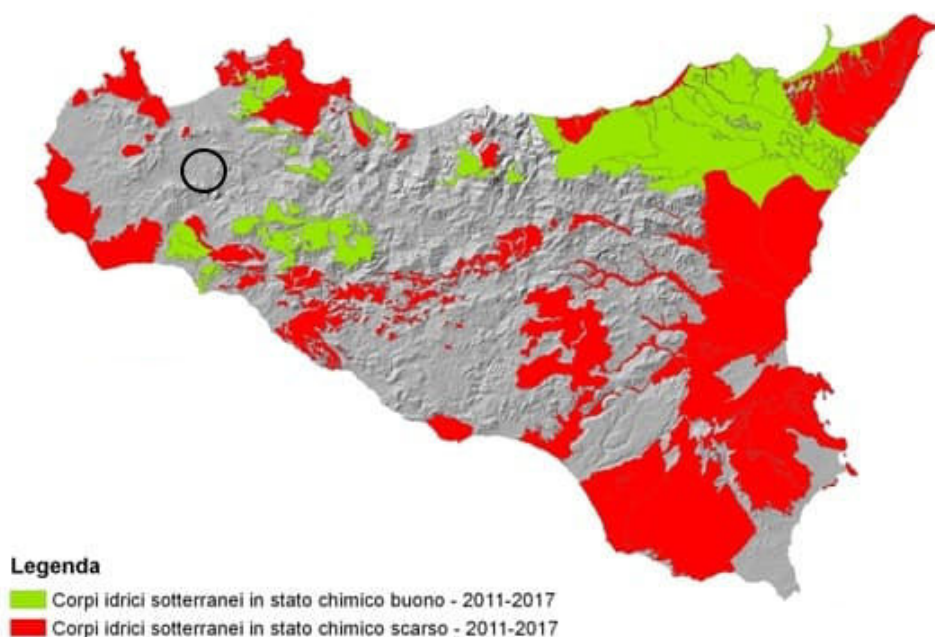 Legenda
Corpi idrici sotterranei in stato chimico buono - 2011-2017
Corpi idrici sotterranei in stato chimico scarso - 2011-2017